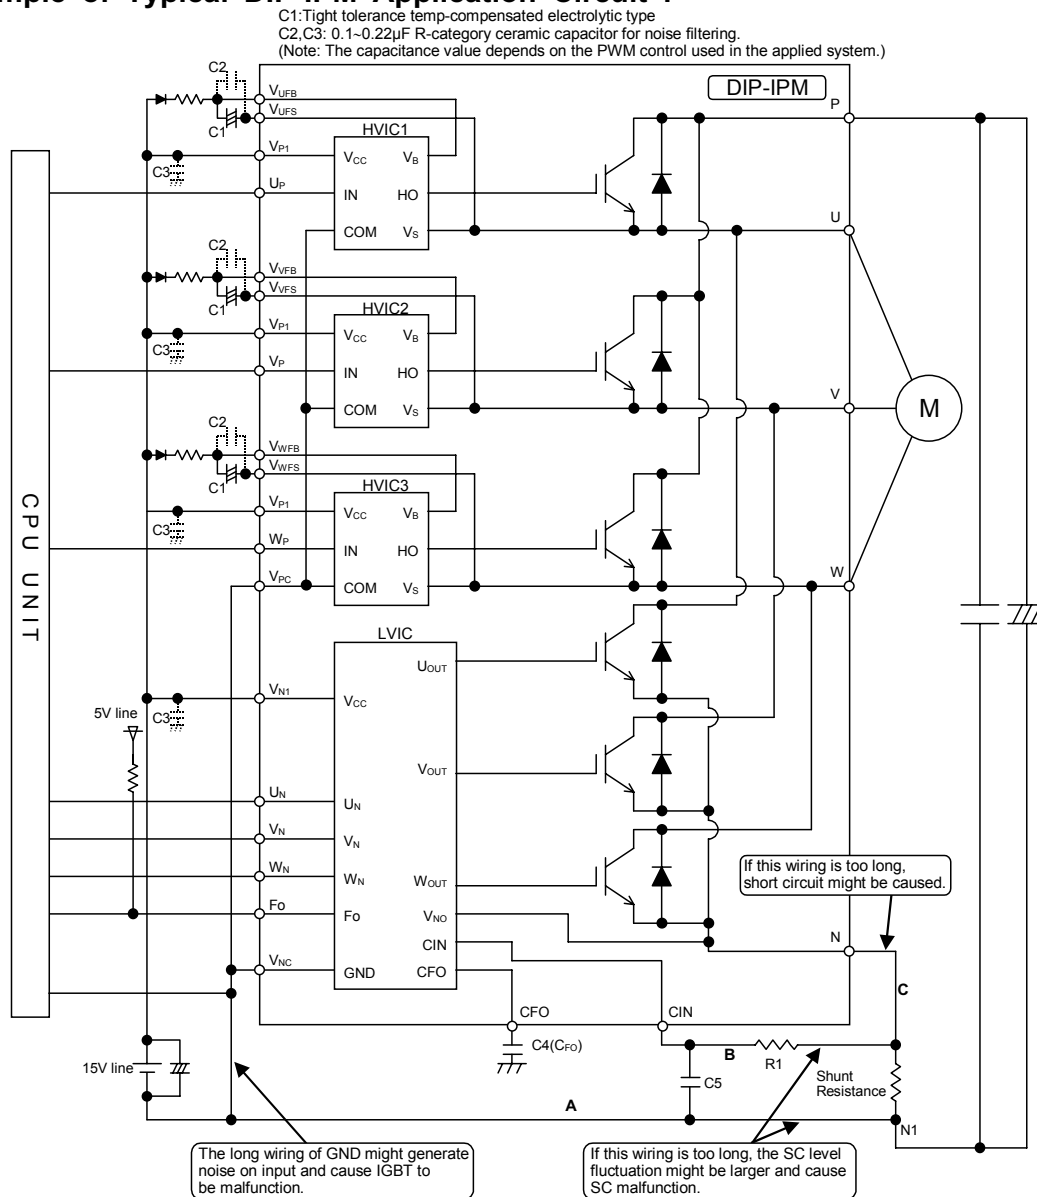 C1:Tight tolerance temp-compensated electrolytic type
C2,C3: 0.1~0.22μF R-category ceramic capacitor for noise filtering.
(Note: The capacitance value depends on the PWM control used in the applied system.)
DIP-IPM
C2
VUFB
VUFS
C1
P
HVIC1
VP1
VCC
VB
C3
UP
IN
HO
U
COM
VS
C2
VVFB
VVFS
C1
HVIC2
VP1
VCC
VB
C3
VP
IN
HO
V
COM
VS
M
C2
VWFB
VWFS
C1
HVIC3
VP1
VCC
VB
C3
WP
IN
HO
W
VPC
COM
VS
CPU UNIT
LVIC
UOUT
VN1
VCC
5V line
C3
VOUT
UN
UN
VN
VN
WN
WN
WOUT
Fo
Fo
VNO
If this wiring is too long,
short circuit might be caused.
N
CIN
VNC
GND
CFO
C
CFO
CIN
C4(CFO)
B
R1
15V line
C5
Shunt
Resistance
A
N1
The long wiring of GND might generate
noise on input and cause IGBT to
be malfunction.
If this wiring is too long, the SC level
fluctuation might be larger and cause
SC malfunction.